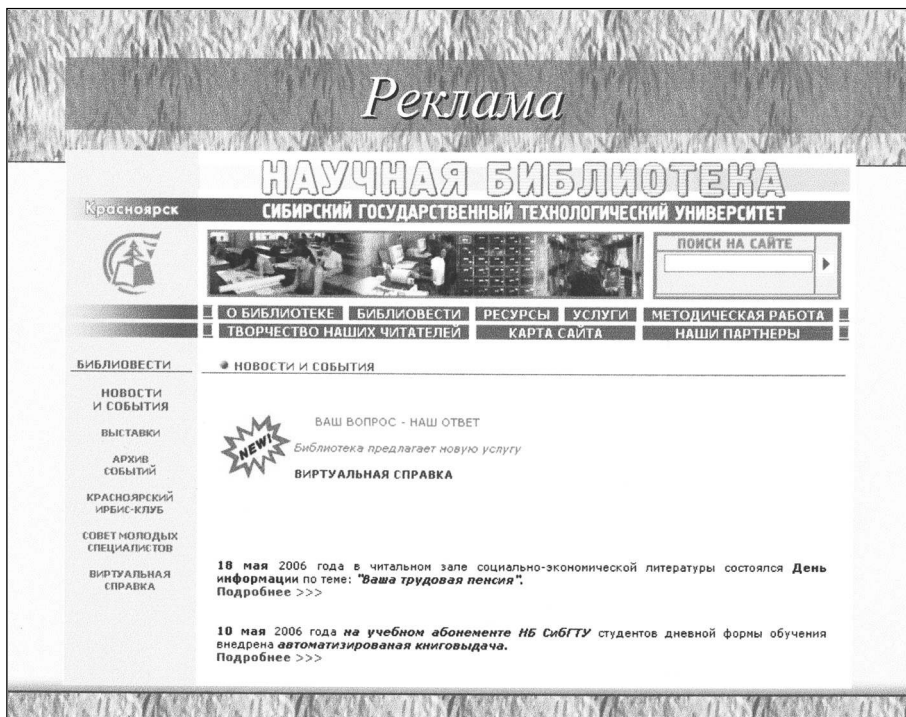 Реклама
НАУЧНАЯ БИБЛИОТЕКА
Красноярск
СИБИРСКИЙ ГОСУДАРСТВЕННЫЙ ТЕХНОЛОГИЧЕСКИЙ УНИВЕРСИТЕТ
ПОИСК НА САЙТЕ
О БИБЛИОТЕКЕ БИБЛИОВЕСТИ РЕСУРСЫ УСЛУГИ МЕТОДИЧЕСКАЯ РАБОТА
ТВОРЧЕСТВО НАШИХ ЧИТАТЕЛЕЙ КАРТА САЙТА НАШИ ПАРТНЕРЫ
БИБЛИОВЕСТИ
НОВОСТИ
И СОБЫТИЯ
ВЫСТАВКИ
АРХИВ
СОБЫТИЙ
КРАСНОЯРСКИЙ
ИРБИС-КЛУБ
СОВЕТ МОЛОДЫХ
СПЕЦИАЛИСТОВ
ВИРТУАЛЬНАЯ
СПРАВКА
НОВОСТИ И СОБЫТИЯ
NEW!
ВАШ ВОПРОС - НАШ ОТВЕТ
Библиотека предлагает новую услугу
ВИРТУАЛЬНАЯ СПРАВКА
18 мая 2006 года в читальном зале социально-экономической литературы состоялся День
информации по теме: "Ваша трудовая пенсия".
Подробнее >>>
10 мая 2006 года на учебном абонементе НБ СибГТУ студентов дневной формы обучения
внедрена автоматизированая книговыдача.
Подробнее >>>